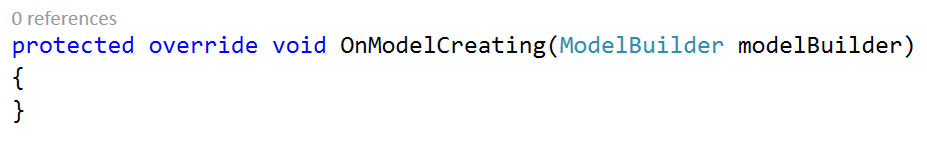 0 references
protected override void OnModelCreating(ModelBuilder modelBuilder)
{
}